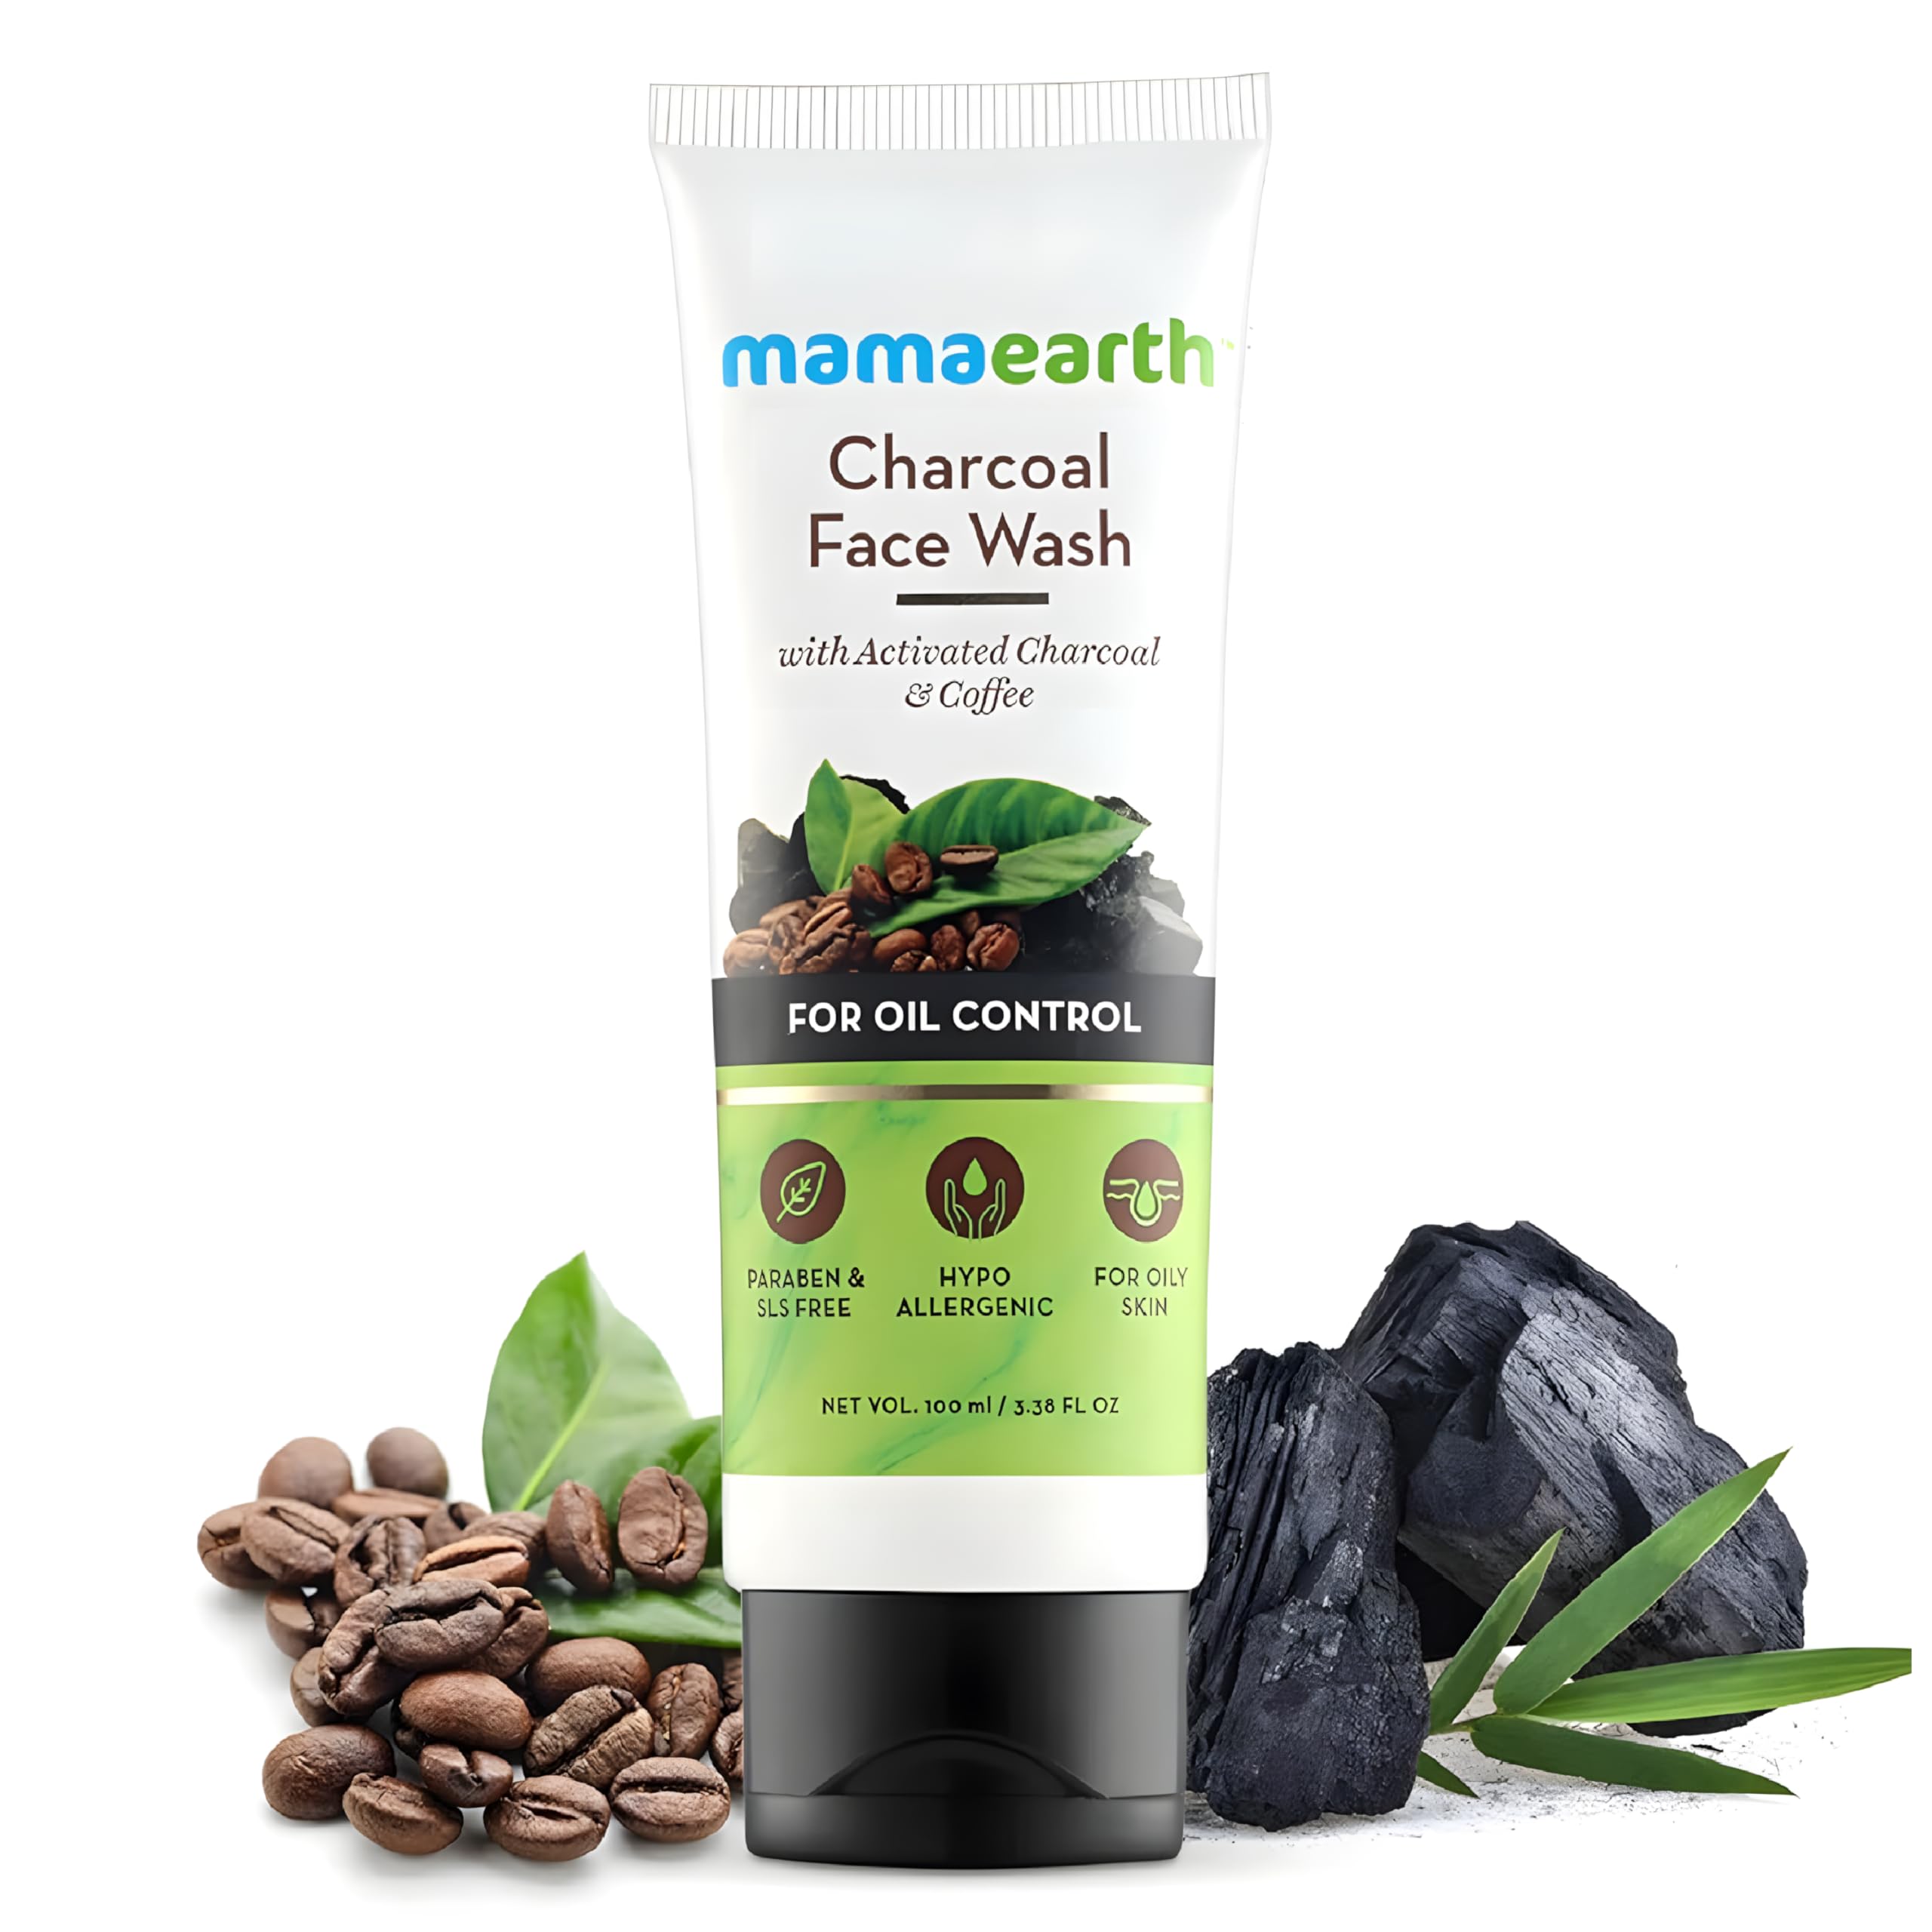 mamaearth
Charcoal
Face Wash
with Activated Charcoal
& Coffee
FOR OIL CONTROL
PARABEN &
SLS FREE
HYPO
ALLERGENIC
FOR OILY
SKIN
NET VOL. 100 ml / 3.38 FL OZ